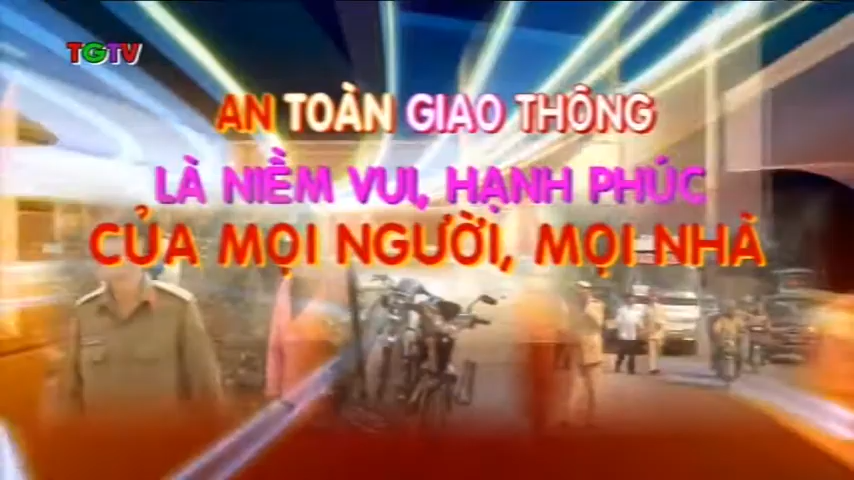 TGTV
AN TOÀN GIAO THÔNG
LÀ NIỀM VUI, HẠNH PHÚC
CỦA MỌI NGƯỜI, MỌI NHÀ